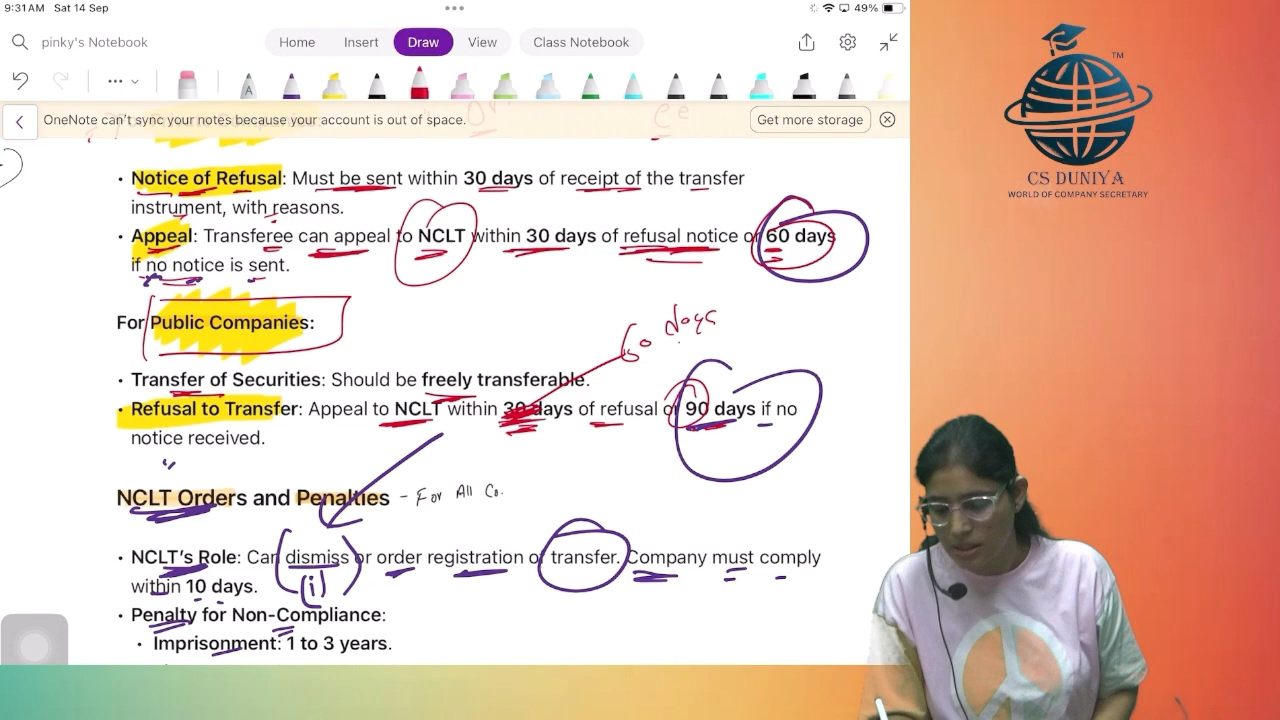 9:31AM Sat 14 Sep
49%
pinky's Notebook
Home Insert Draw View Class Notebook
OneNote can't sync your notes because your account is out of space.
Get more storage
Notice of Refusal: Must be sent within 30 days of receipt of the transfer
instrument, with reasons.
Appeal: Transferee can appeal to NCLT within 30 days of refusal notice or 60 days
if no notice is sent.
For Public Companies:
60 days
Transfer of Securities: Should be freely transferable.
Refusal to Transfer: Appeal to NCLT within 30 days of refusal or 90 days if no
notice received.
NCLT Orders and Penalties - For All Co.
NCLT's Role: Can dismiss or order registration of transfer. Company must comply
(i)
within 10 days.
Penalty for Non-Compliance:
Imprisonment: 1 to 3 years.
TM
CS DUNIYA
WORLD OF COMPANY SECRETARY